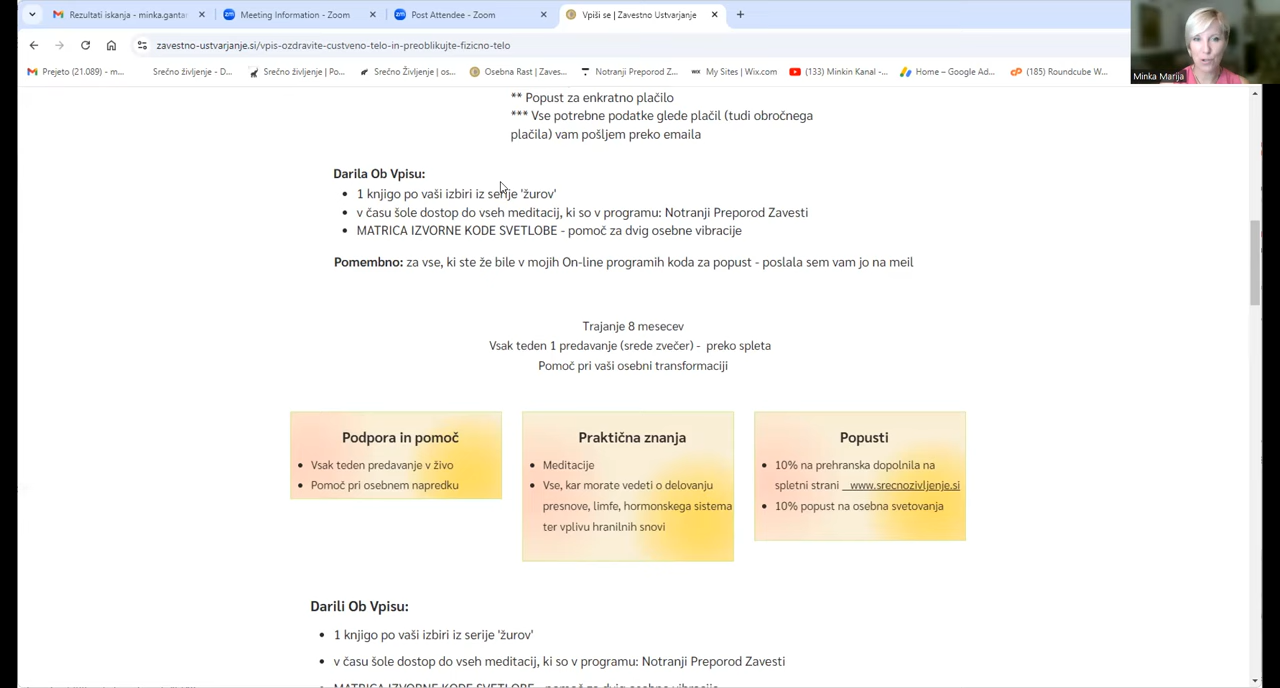 Rezultati iskanja - minka.gantar
Meeting Information - Zoom
Post Attendee - Zoom
Vpiši se | Zavestno Ustvarjanje
zavestno-ustvarjanje.si/vpis-ozdravite-custveno-telo-in-preoblikujte-fizicno-telo
Minka Marija
Prejeto (21.089) - m...
Srečno življenje - D...
Srečno življenje | Po...
Srečno Življenje | os...
Osebna Rast | Zaves...
Notranji Preporod Z...
WIX
My Sites | Wix.com
(133) Minkin Kanal -...
Home – Google Ad...
(185) Roundcube W...
** Popust za enkratno plačilo
*** Vse potrebne podatke glede plačil (tudi obročnega
plačila) vam pošljem preko emaila
Darila Ob Vpisu:
• 1 knjigo po vaši izbiri iz serije 'žurov'
• v času šole dostop do vseh meditacij, ki so v programu: Notranji Preporod Zavesti
• MATRICA IZVORNE KODE SVETLOBE - pomoč za dvig osebne vibracije
Pomembno: za vse, ki ste že bile v mojih On-line programih koda za popust - poslala sem vam jo na meil
Trajanje 8 mesecev
Vsak teden 1 predavanje (srede zvečer) - preko spleta
Pomoč pri vaši osebni transformaciji
Podpora in pomoč
• Vsak teden predavanje v živo
• Pomoč pri osebnem napredku
Praktična znanja
• Meditacije
• Vse, kar morate vedeti o delovanju
presnove, limfe, hormonskega sistema
ter vplivu hranilnih snovi
Popusti
• 10% na prehranska dopolnila na
spletni strani www.srecnozivljenje.si
• 10% popust na osebna svetovanja
Darili Ob Vpisu:
• 1 knjigo po vaši izbiri iz serije 'žurov'
• v času šole dostop do vseh meditacij, ki so v programu: Notranji Preporod Zavesti
• MATRICA IZVORNE KODE SVETLOBE - pomoč za dvig osebne vibracije